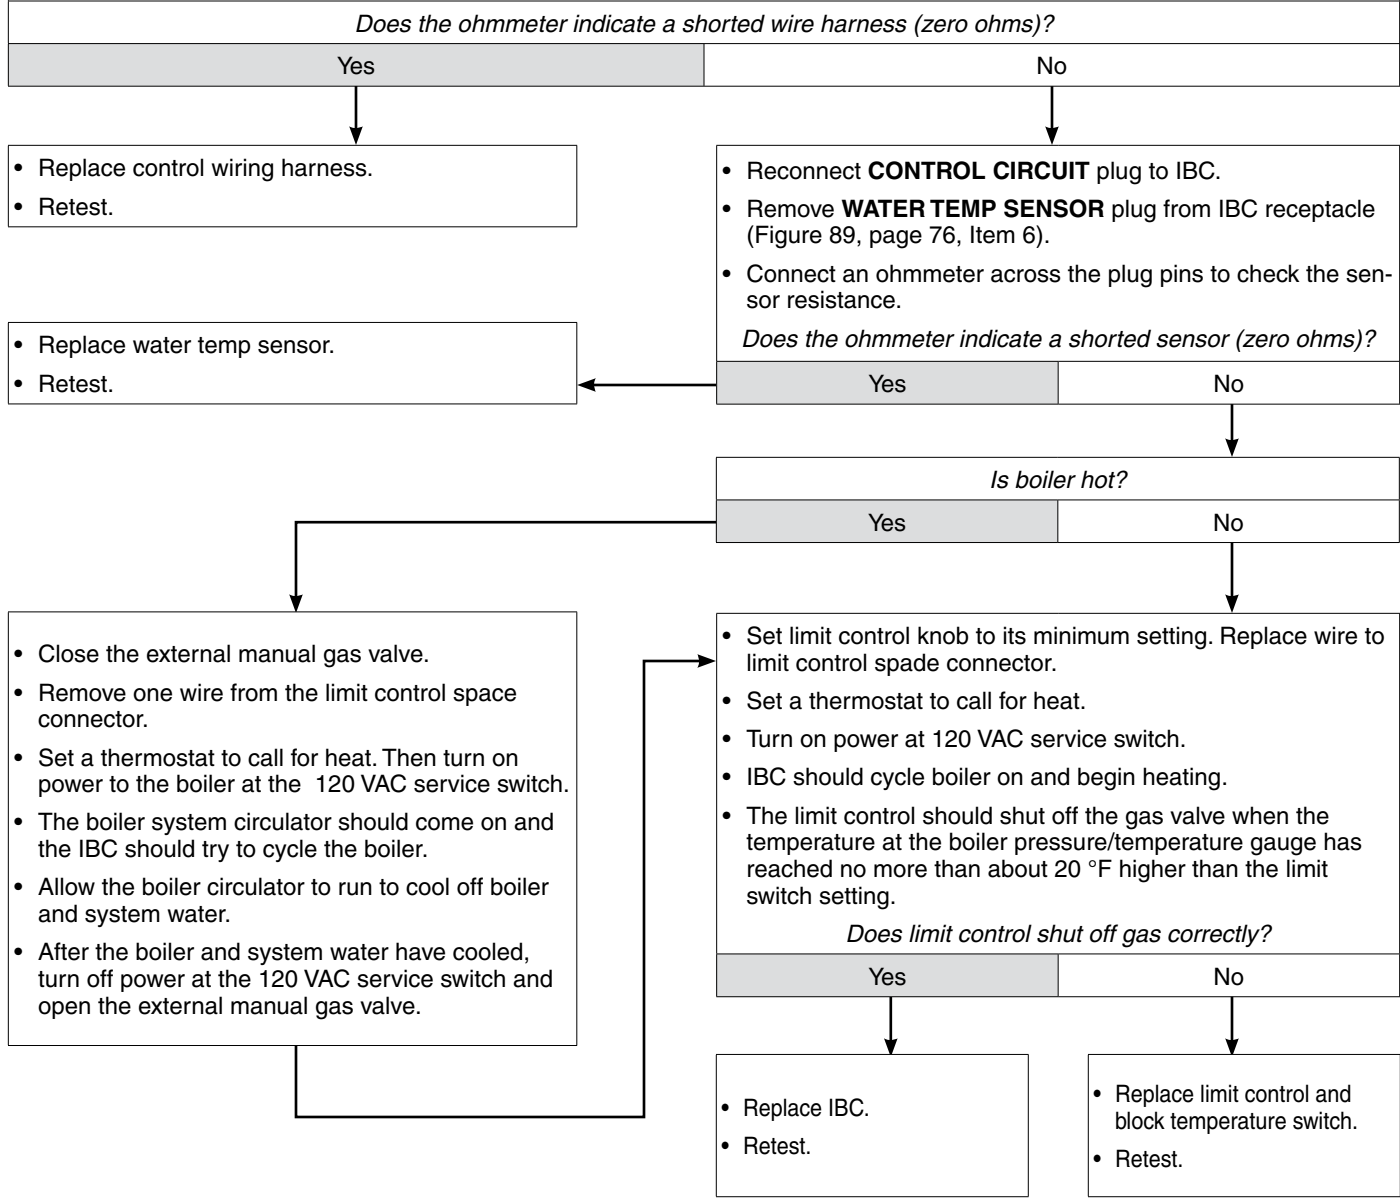 Does the ohmmeter indicate a shorted wire harness (zero ohms)?
Yes
No
• Replace control wiring harness.
• Retest.
• Reconnect CONTROL CIRCUIT plug to IBC.
• Remove WATER TEMP SENSOR plug from IBC receptacle
(Figure 89, page 76, Item 6).
• Connect an ohmmeter across the plug pins to check the sen-
sor resistance.
Does the ohmmeter indicate a shorted sensor (zero ohms)?
Yes
No
• Replace water temp sensor.
• Retest.
Is boiler hot?
Yes
No
• Close the external manual gas valve.
• Remove one wire from the limit control space
connector.
• Set a thermostat to call for heat. Then turn on
power to the boiler at the 120 VAC service switch.
• The boiler system circulator should come on and
the IBC should try to cycle the boiler.
• Allow the boiler circulator to run to cool off boiler
and system water.
• After the boiler and system water have cooled,
turn off power at the 120 VAC service switch and
open the external manual gas valve.
• Set limit control knob to its minimum setting. Replace wire to
limit control spade connector.
• Set a thermostat to call for heat.
• Turn on power at 120 VAC service switch.
• IBC should cycle boiler on and begin heating.
• The limit control should shut off the gas valve when the
temperature at the boiler pressure/temperature gauge has
reached no more than about 20 °F higher than the limit
switch setting.
Does limit control shut off gas correctly?
Yes
No
• Replace IBC.
• Retest.
• Replace limit control and
block temperature switch.
• Retest.